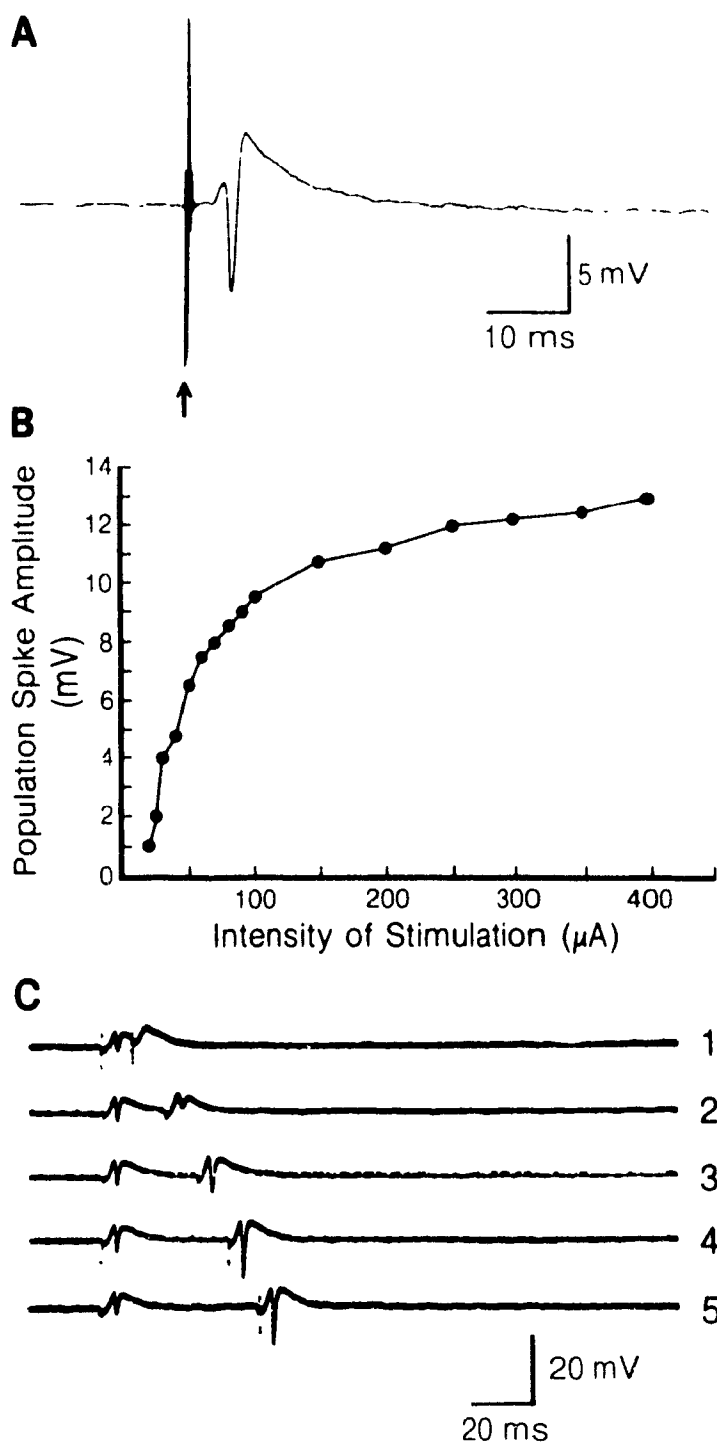 A
5 mV
10 ms
B
Population Spike Amplitude
(mV)
14
12
10
8
6
4
2
0
100 200 300 400
Intensity of Stimulation (μA)
C
1
2
3
4
5
20 mV
20 ms